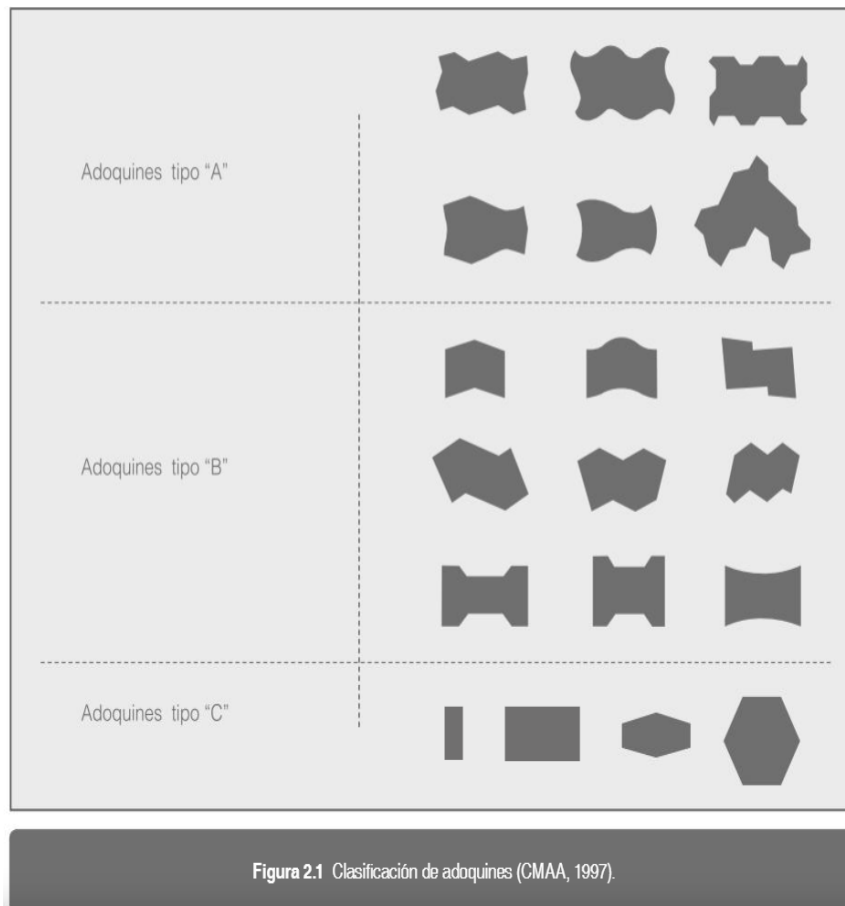 Adoquines tipo “A”
Adoquines tipo “B”
Adoquines tipo “C”
Figura 2.1 Clasificación de adoquines (CMAA, 1997).